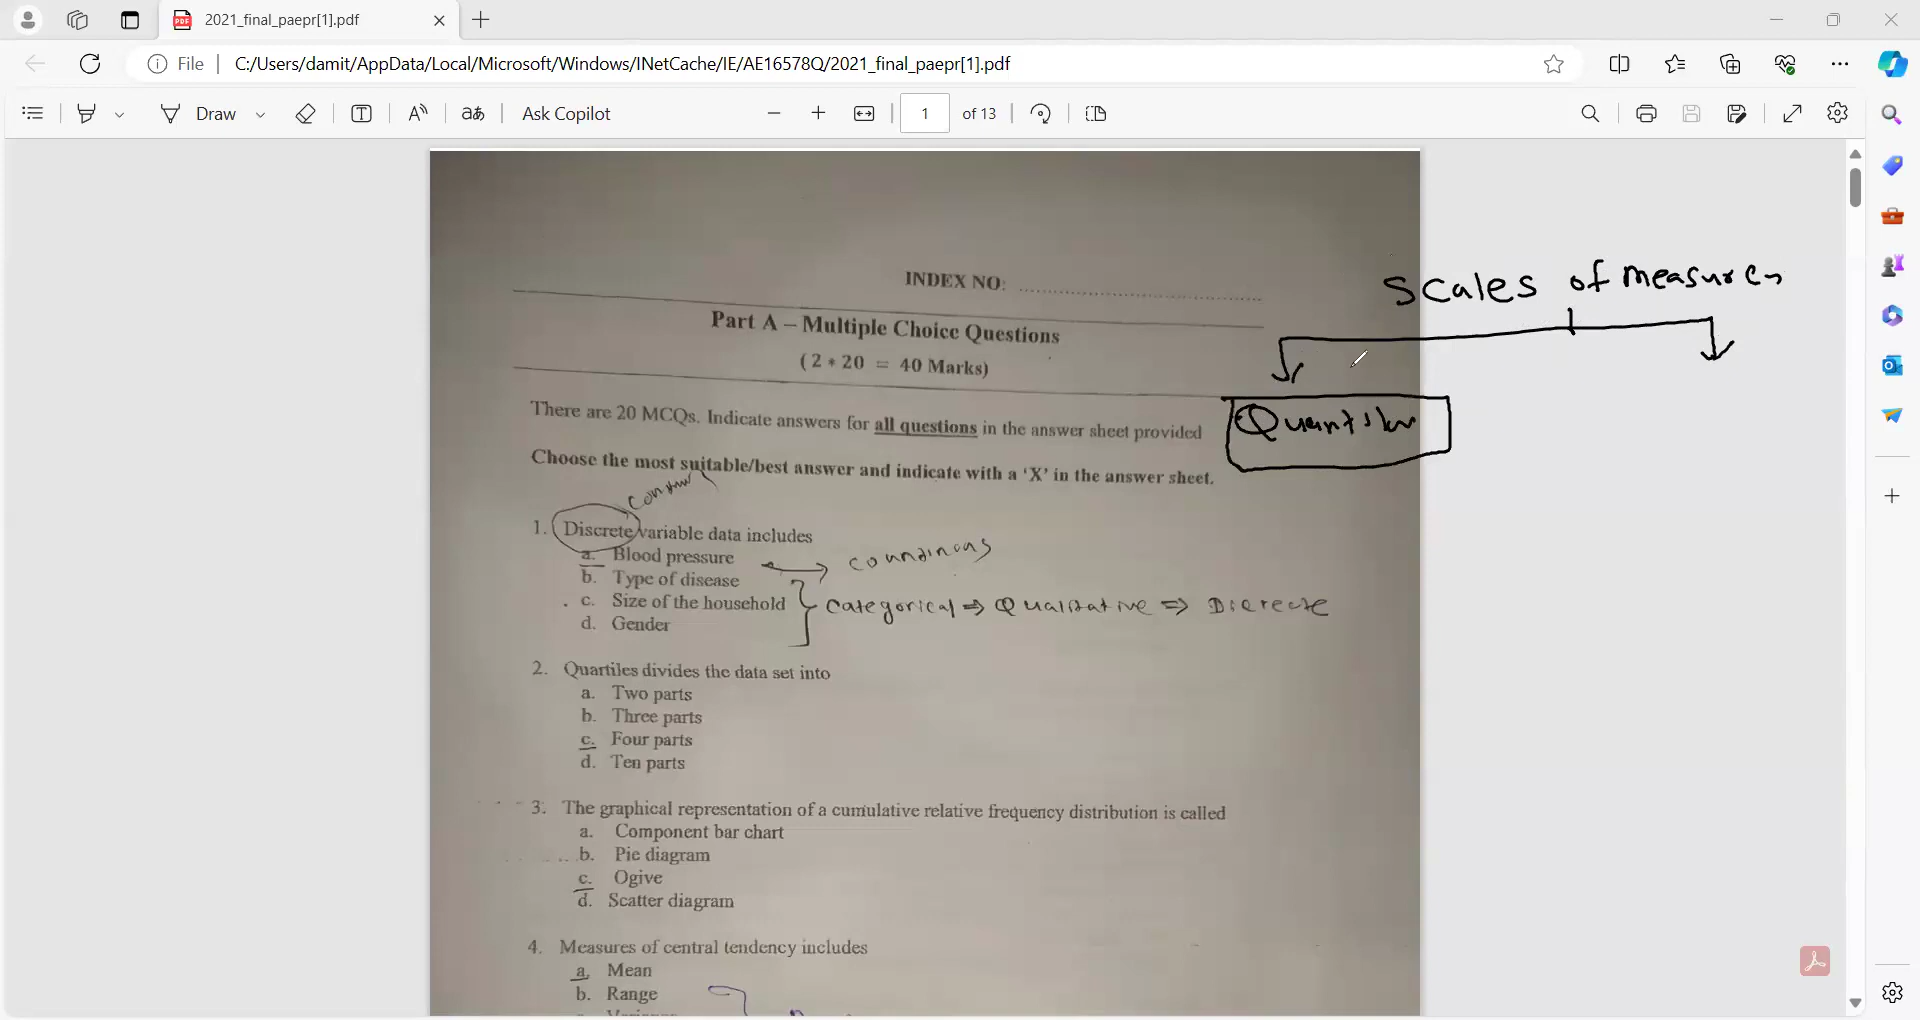 2021_final_paepr[1].pdf
File
C:/Users/damit/AppData/Local/Microsoft/Windows/INetCache/IE/AE16578Q/2021_final_paepr[1].pdf
Draw
Ask Copilot
1 of 13
INDEX NO: ........................................
Scales of measures
Part A – Multiple Choice Questions
( 2 * 20 = 40 Marks)
There are 20 MCQs. Indicate answers for all questions in the answer sheet provided
Choose the most suitable/best answer and indicate with a 'X' in the answer sheet.
1. Discrete variable data includes
a. Blood pressure
b. Type of disease
c. Size of the household
Categorical ⇒ Qualitative ⇒
d. Gender
2. Quartiles divides the data set into
a. Two parts
b. Three parts
c. Four parts
d. Ten parts
3. The graphical representation of a cumulative relative frequency distribution is called
a. Component bar chart
b. Pie diagram
c. Ogive
d. Scatter diagram
4. Measures of central tendency includes
a. Mean
b. Range